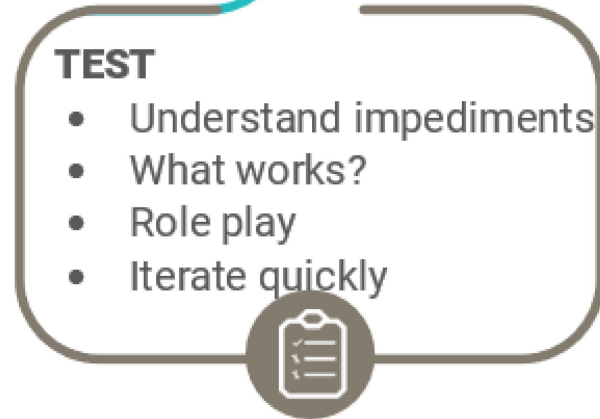 TEST
• Understand impediments
• What works?
• Role play
• Iterate quickly